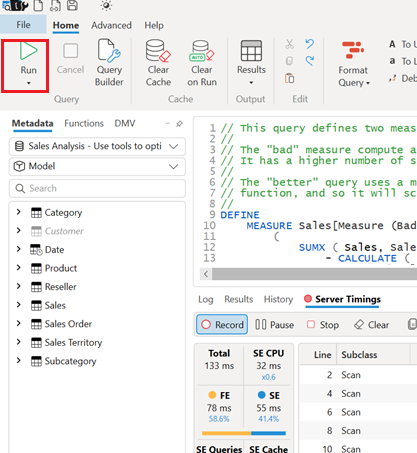 File Home Advanced Help
Run Cancel Query Builder Clear Cache Clear on Run Results Format Query A To U
a To L
Deb
Query Cache Output Edit
Metadata Functions DMV
Sales Analysis - Use tools to opti
Model
Search
Category
Customer
Date
Product
Reseller
Sales
Sales Order
Sales Territory
Subcategory
1 // This query defines two meas
2 //
3 // The "bad" measure compute a
4 // It has a higher number of s
5 //
6 // The "better" query uses a m
7 // function, and so it will sc
8 //
9 DEFINE
10 MEASURE Sales[Measure (Bad
11 (
12 SUMX ( Sales, Sale
13 - CALCULATE (
Log Results History Server Timings
Record Pause Stop Clear
Total SE CPU
133 ms 32 ms
x0.6
FE SE
78 ms 55 ms
58.6% 41.4%
SE Queries SE Cache
Line Subclass
2 Scan
4 Scan
6 Scan
8 Scan
10 Scan